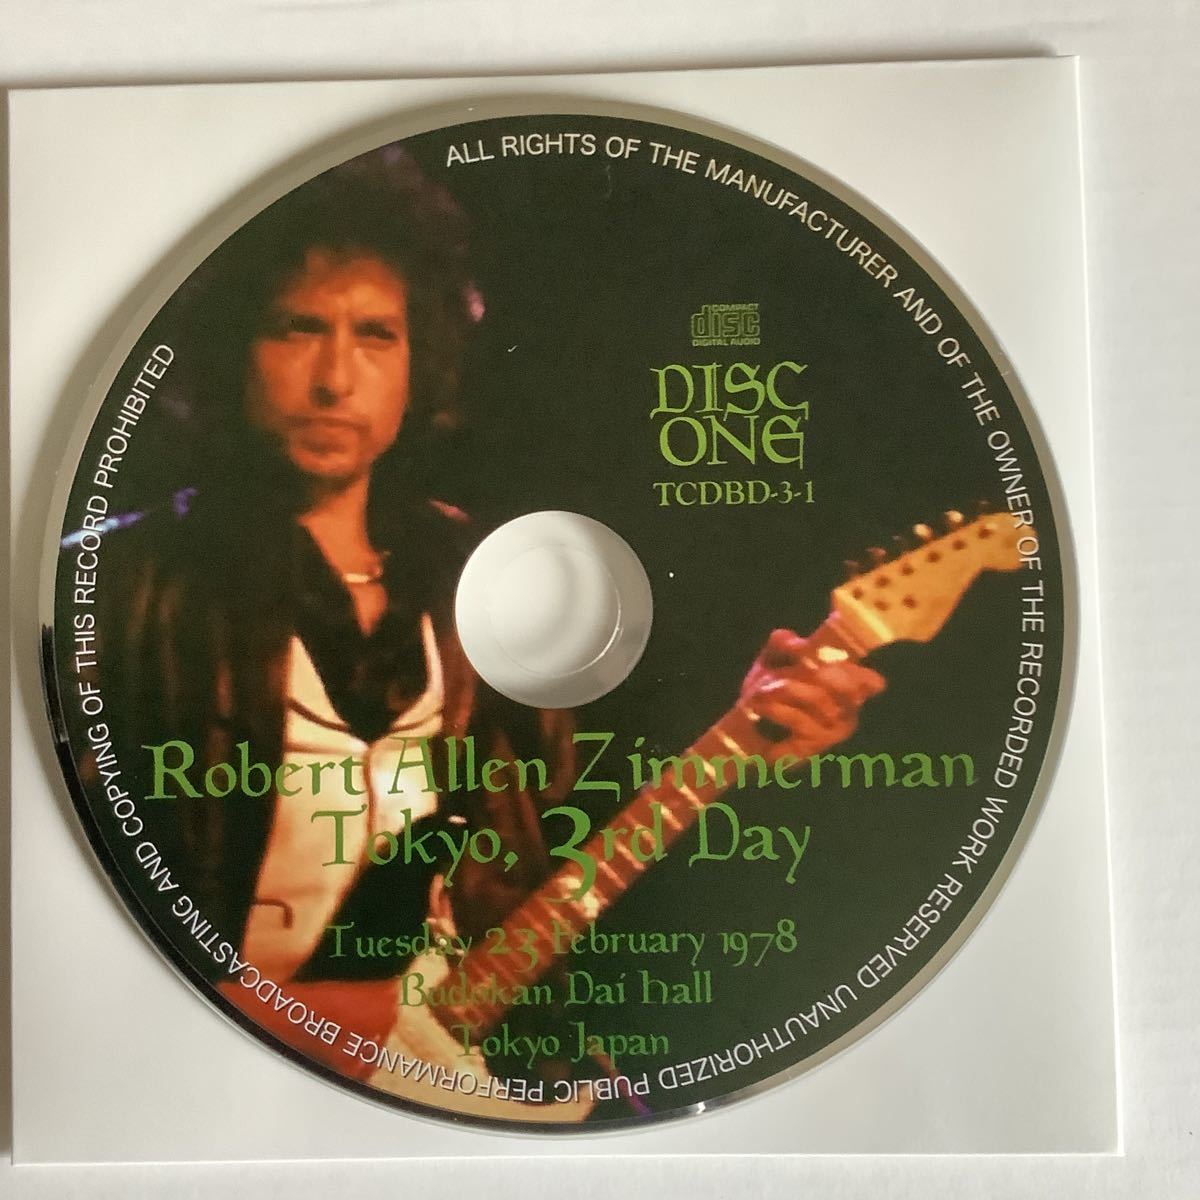 ALL RIGHTS OF THE MANUFACTURER AND OF THE OWNER OF THE RECORDED WORK RESERVED UNAUTHORIZED PUBLIC PERFORMANCE BROADCASTING AND COPYING OF THIS RECORD PROHIBITED
COMPACT
disc
DIGITAL AUDIO
DISC
ONE
TCDBD-3-1
Robert Allen Zimmerman
Tokyo, 3rd Day
Tuesday 23 February 1978
Budokan Dai Hall
Tokyo Japan